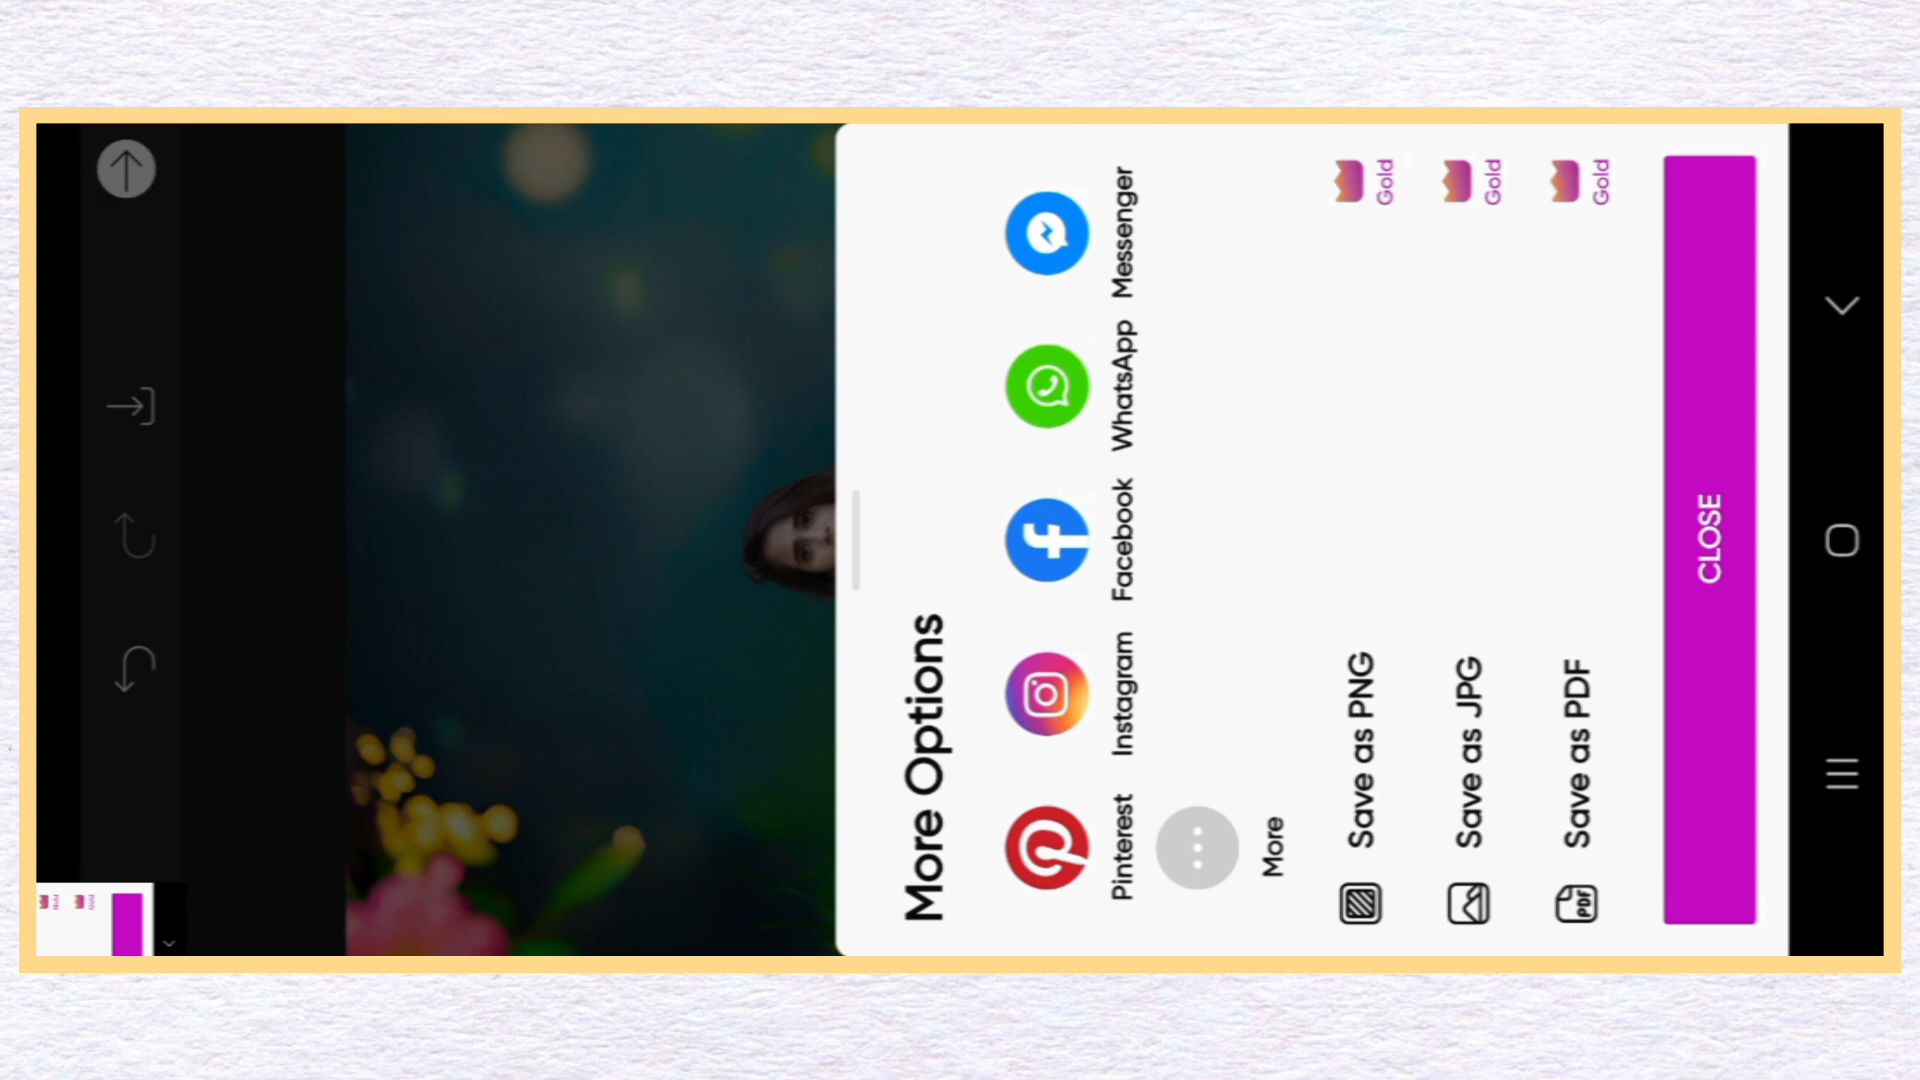 More Options
Pinterest
Instagram
Facebook
WhatsApp
Messenger
More
Save as PNG
Gold
Save as JPG
Gold
Save as PDF
Gold
PDF
CLOSE